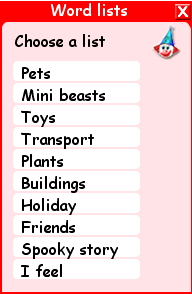 Word lists X
Choose a list
Pets
Mini beasts
Toys
Transport
Plants
Buildings
Holiday
Friends
Spooky story
I feel